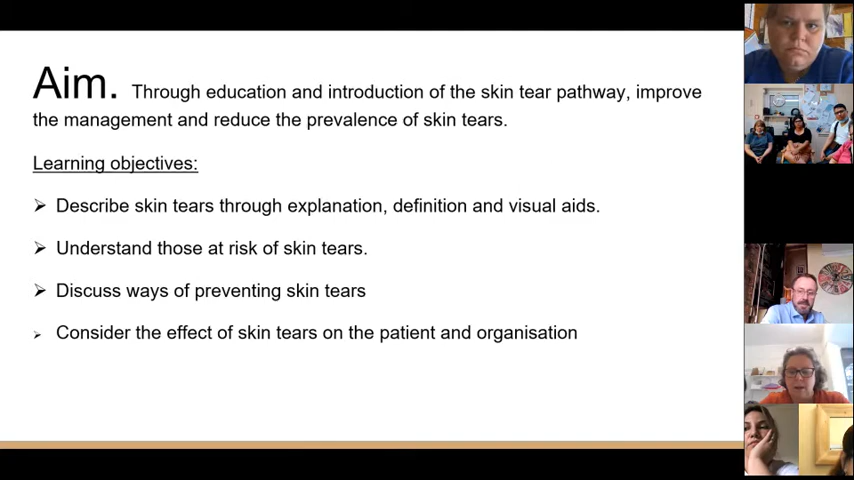 Aim. Through education and introduction of the skin tear pathway, improve
the management and reduce the prevalence of skin tears.
Learning objectives:
Describe skin tears through explanation, definition and visual aids.
Understand those at risk of skin tears.
Discuss ways of preventing skin tears
Consider the effect of skin tears on the patient and organisation